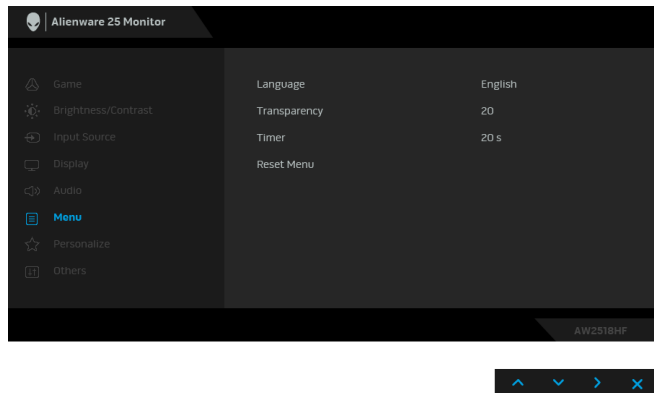 Alienware 25 Monitor
Game
Language English
Brightness/Contrast
Transparency 20
Input Source
Timer 20 s
Display
Reset Menu
Audio
Menu
Personalize
Others
AW2518HF